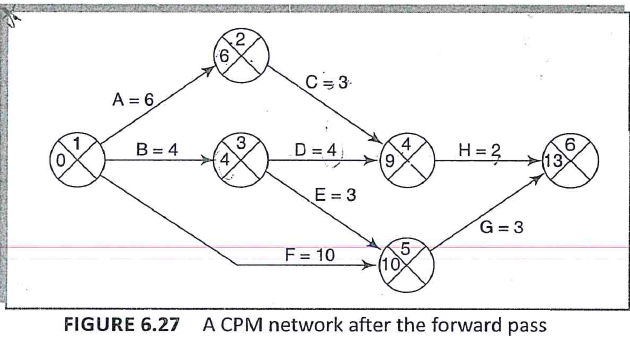 2
6
A = 6
C = 3
1
0
B = 4
3
4
D = 4
4
9
H = 2
6
13
E = 3
G = 3
F = 10
5
10
FIGURE 6.27 A CPM network after the forward pass